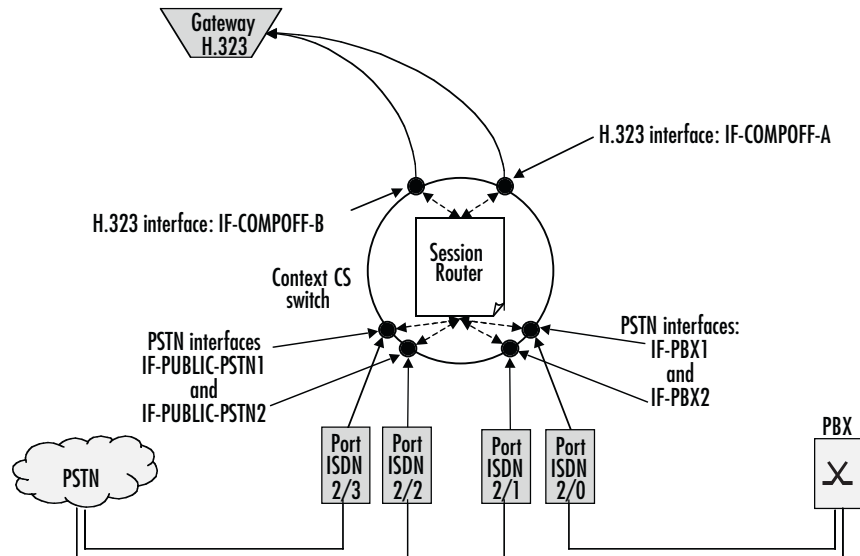 Gateway
H.323
H.323 interface: IF-COMPOFF-A
H.323 interface: IF-COMPOFF-B
Session
Router
Context CS
switch
PSTN interfaces
IF-PUBLIC-PSTN1
and
IF-PUBLIC-PSTN2
PSTN interfaces:
IF-PBX1
and
IF-PBX2
PSTN
Port
ISDN
2/3
Port
ISDN
2/2
Port
ISDN
2/1
Port
ISDN
2/0
PBX